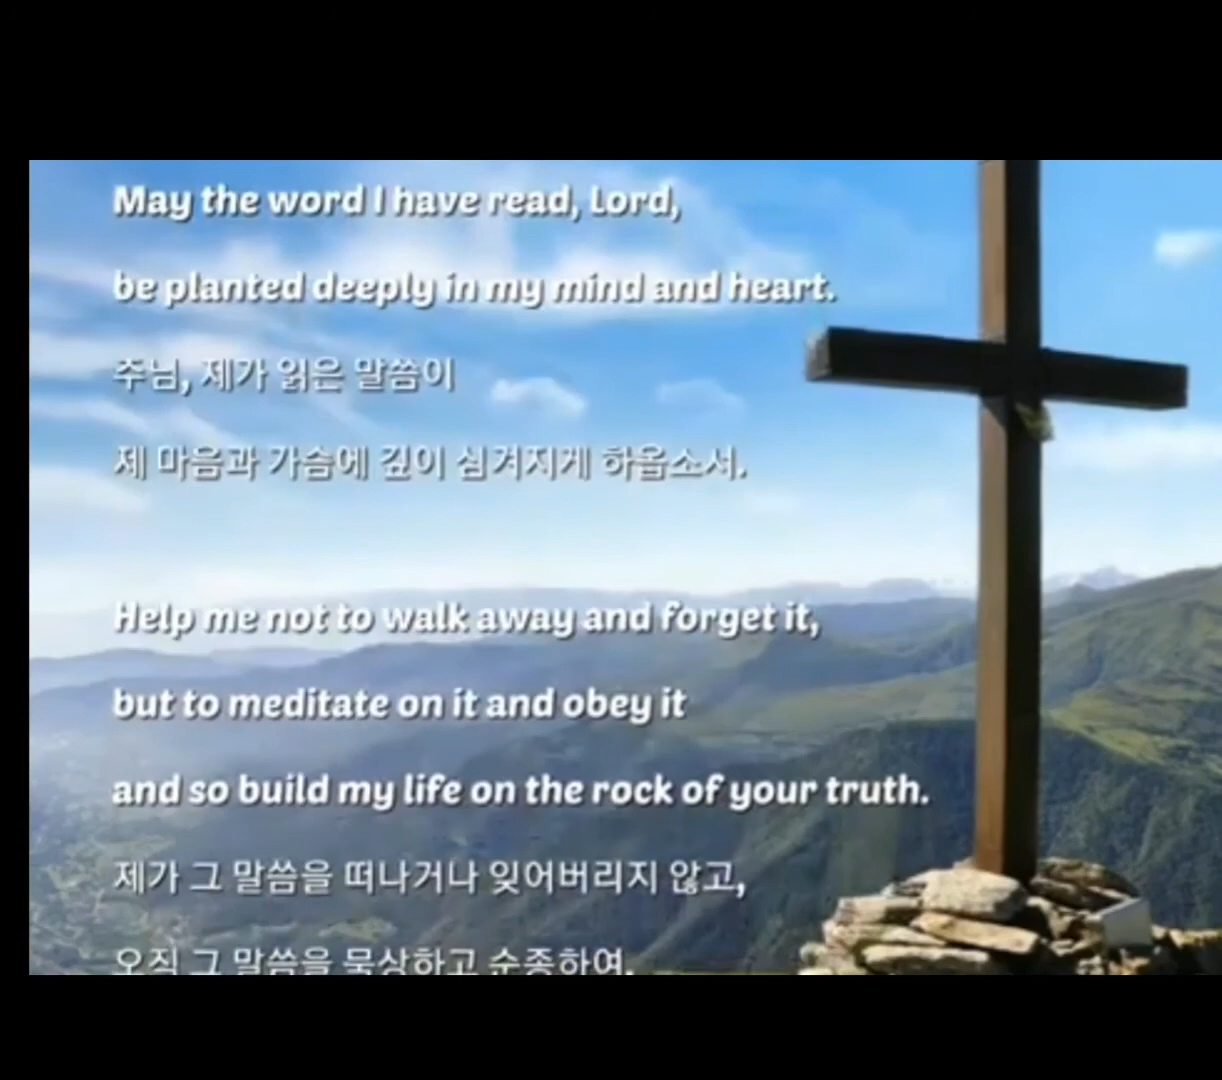 May the word I have read, Lord,
be planted deeply in my mind and heart.
주님, 제가 읽은 말씀이
제 마음과 가슴에 깊이 심겨지게 하옵소서.
Help me not to walk away and forget it,
but to meditate on it and obey it
and so build my life on the rock of your truth.
제가 그 말씀을 떠나거나 잊어버리지 않고,
오직 그 말씀을 묵상하고 순종하여,